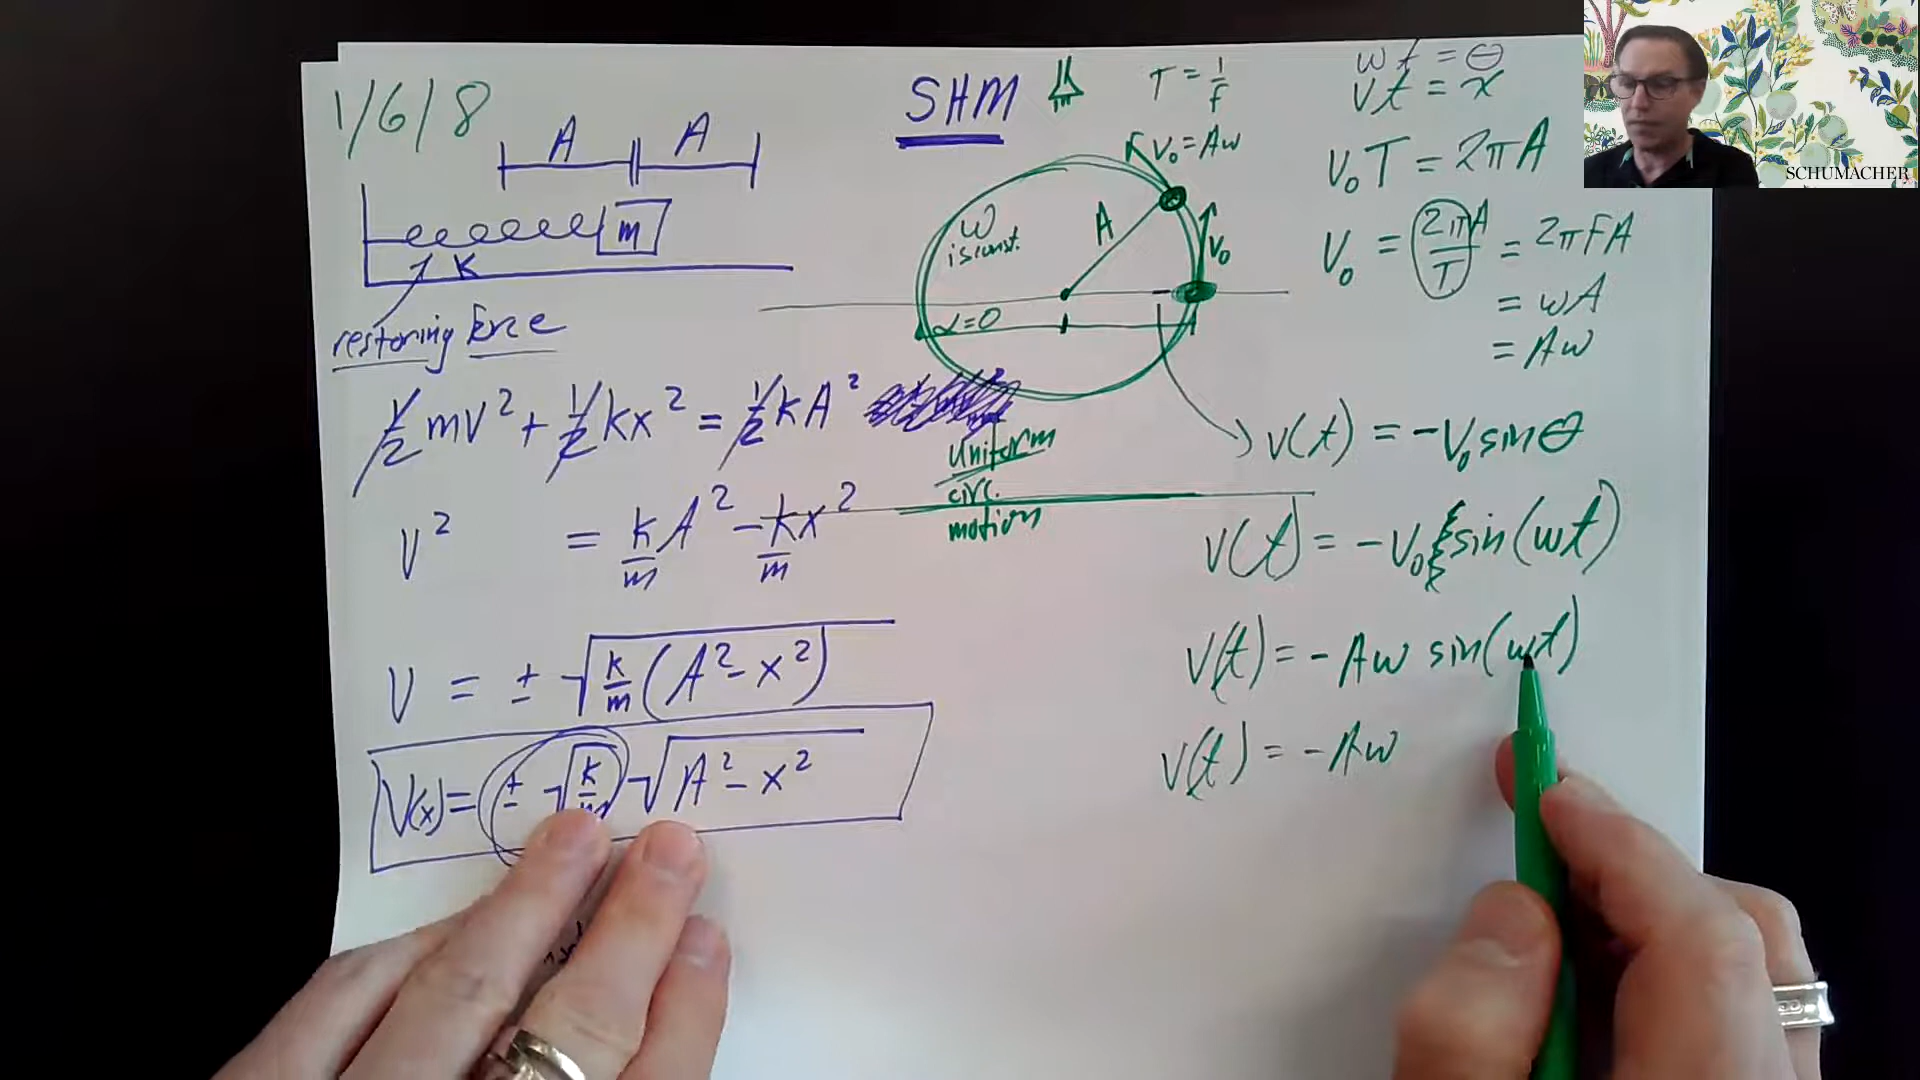 1/6/8
A A
m
K
restoring force
½mv² + ½kx² = ½kA²
v² = k/m A² - k/m x²
v = ± √(k/m (A² - x²))
v(x) = ± √(k/m) √(A² - x²)
SHM
T = 1/f
v₀ = Aω
ω is const.
A
v₀
α = 0
uniform
circ.
motion
ωt = θ
vt = x
v₀T = 2πA
v₀ = 2πA/T = 2πFA
= ωA
= Aω
v(t) = -v₀ sinθ
v(t) = -v₀ sin(ωt)
v(t) = -Aω sin(ωt)
v(t) = -Aω
SCHUMACHER